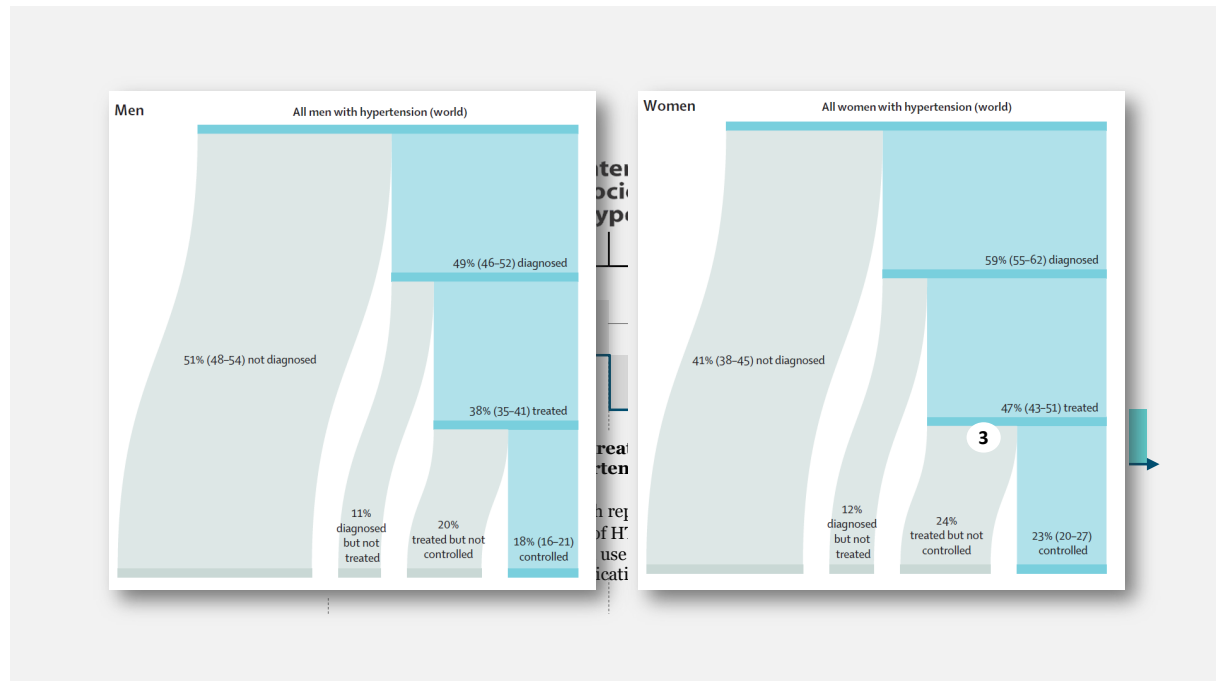 Men
All men with hypertension (world)
49% (46–52) diagnosed
51% (48–54) not diagnosed
38% (35–41) treated
11%
diagnosed
but not
treated
20%
treated but not
controlled
18% (16–21)
controlled
Women
All women with hypertension (world)
59% (55–62) diagnosed
41% (38–45) not diagnosed
47% (43–51) treated
3
12%
diagnosed
but not
treated
24%
treated but not
controlled
23% (20–27)
controlled